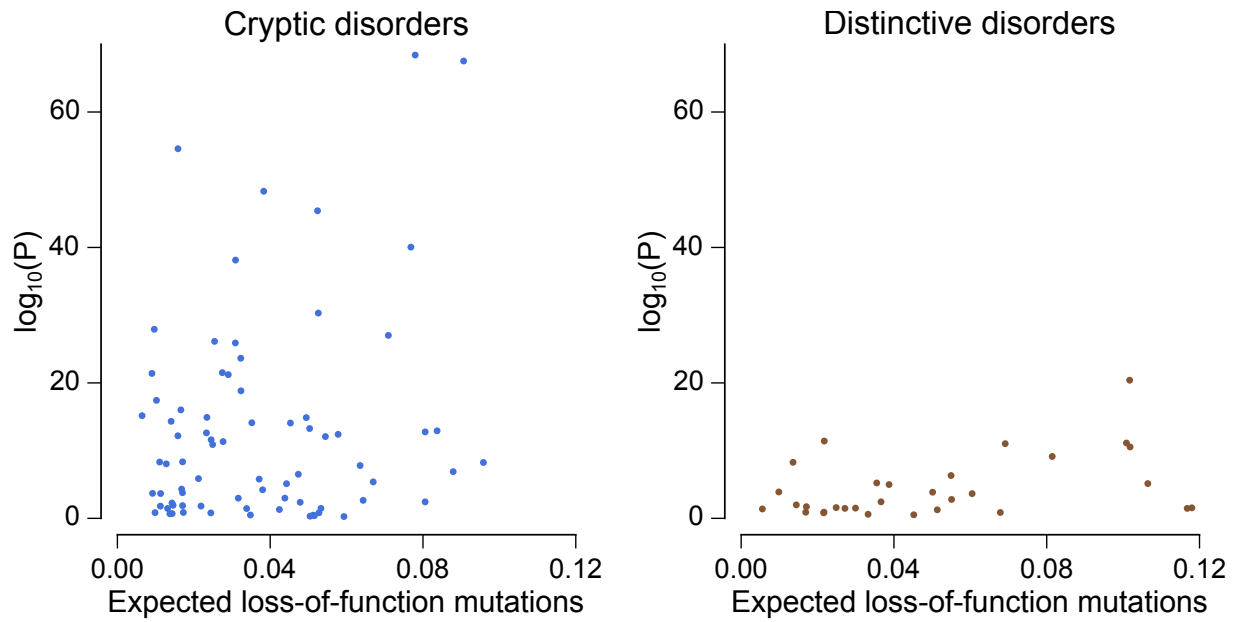 Cryptic disorders
60
40
20
0
log10(P)
0.00 0.04 0.08 0.12
Expected loss-of-function mutations
Distinctive disorders
60
40
20
0
log10(P)
0.00 0.04 0.08 0.12
Expected loss-of-function mutations